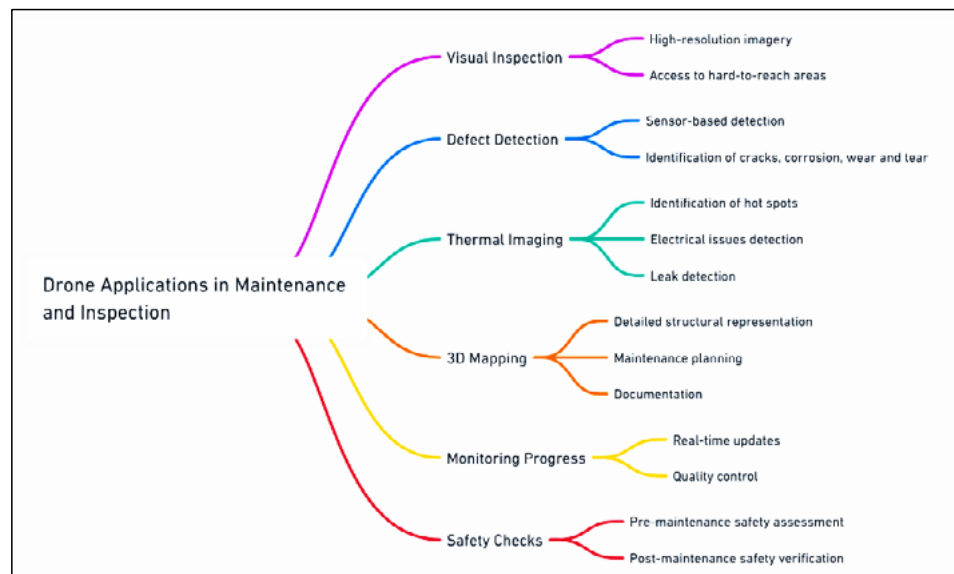 Drone Applications in Maintenance
and Inspection
Visual Inspection
High-resolution imagery
Access to hard-to-reach areas
Defect Detection
Sensor-based detection
Identification of cracks, corrosion, wear and tear
Thermal Imaging
Identification of hot spots
Electrical issues detection
Leak detection
3D Mapping
Detailed structural representation
Maintenance planning
Documentation
Monitoring Progress
Real-time updates
Quality control
Safety Checks
Pre-maintenance safety assessment
Post-maintenance safety verification